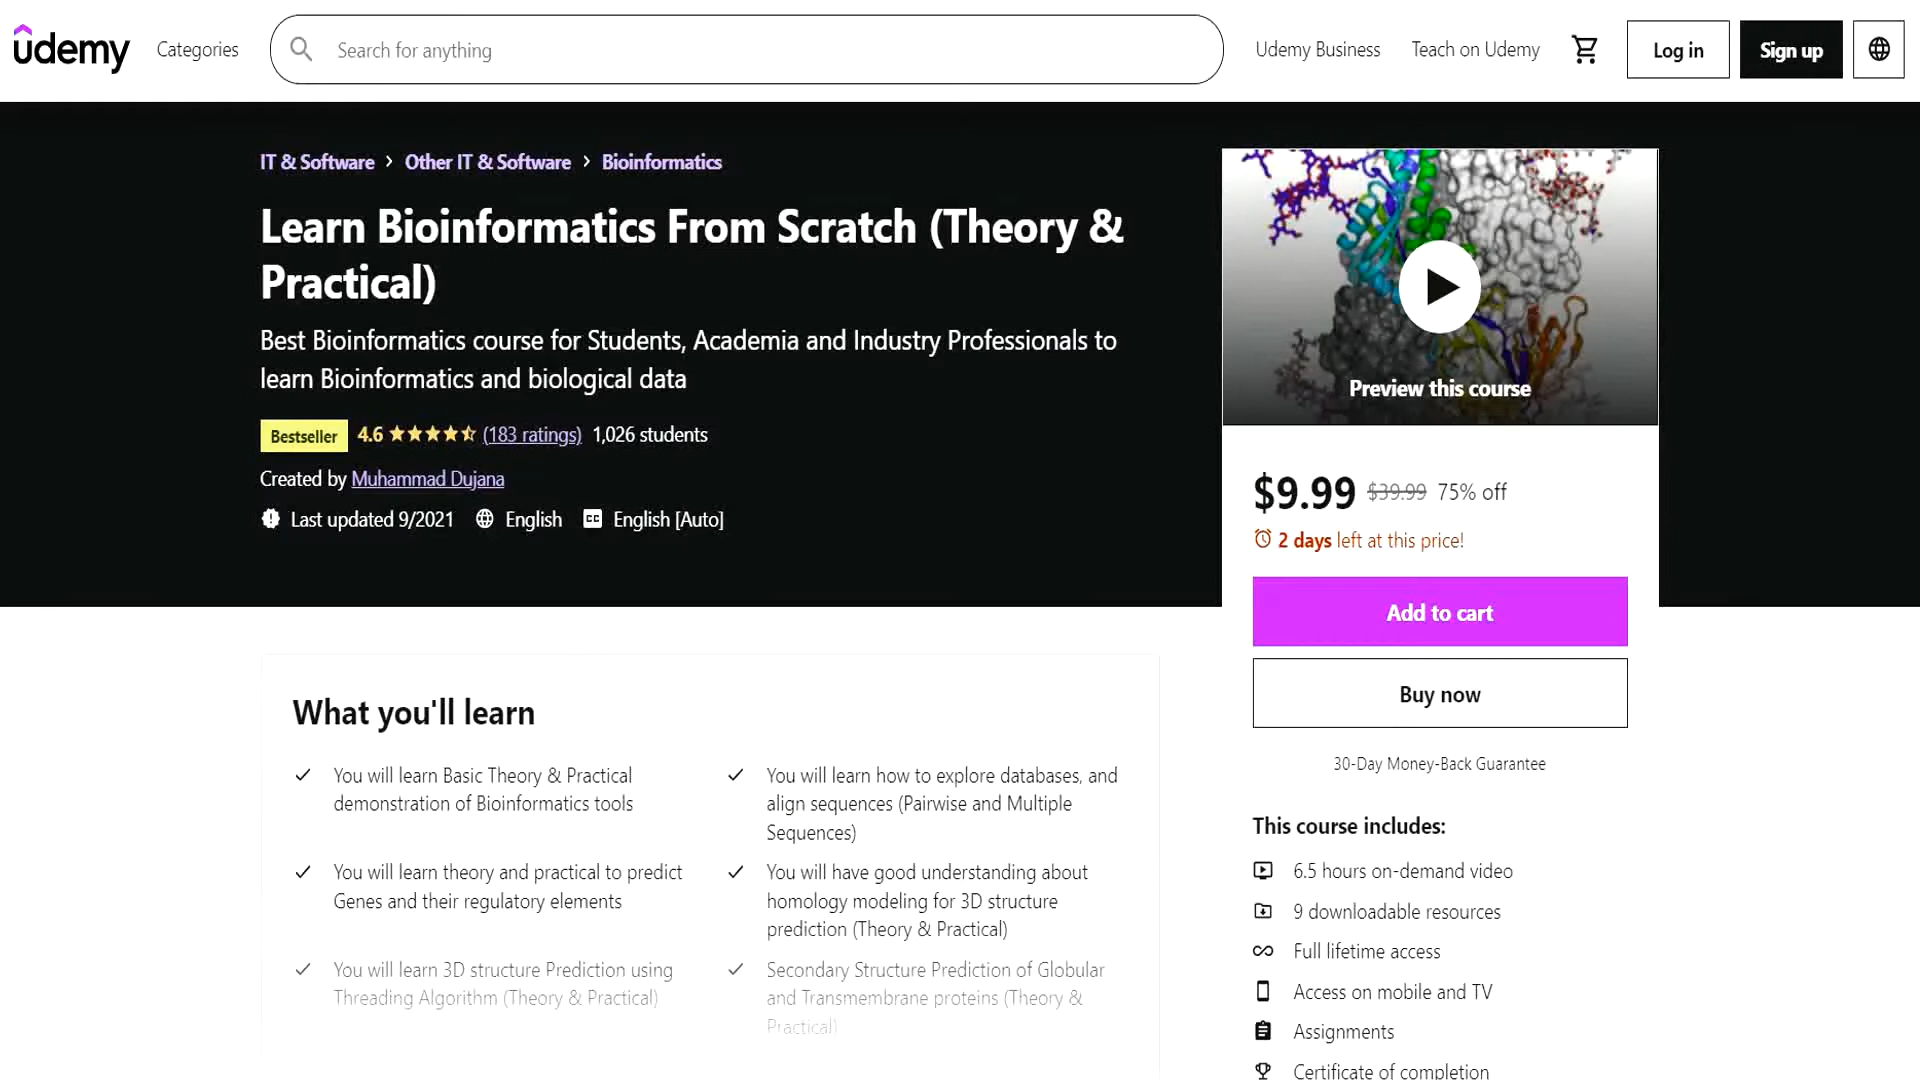 udemy
Categories
Search for anything
Udemy Business
Teach on Udemy
Log in
Sign up
IT & Software > Other IT & Software > Bioinformatics
Learn Bioinformatics From Scratch (Theory &
Practical)
Best Bioinformatics course for Students, Academia and Industry Professionals to
learn Bioinformatics and biological data
Bestseller 4.6 (183 ratings) 1,026 students
Created by Muhammad Dujana
Last updated 9/2021 English CC English [Auto]
Preview this course
$9.99 $39.99 75% off
2 days left at this price!
Add to cart
Buy now
30-Day Money-Back Guarantee
This course includes:
6.5 hours on-demand video
9 downloadable resources
Full lifetime access
Access on mobile and TV
Assignments
Certificate of completion
What you'll learn
You will learn Basic Theory & Practical
demonstration of Bioinformatics tools
You will learn how to explore databases, and
align sequences (Pairwise and Multiple
Sequences)
You will learn theory and practical to predict
Genes and their regulatory elements
You will have good understanding about
homology modeling for 3D structure
prediction (Theory & Practical)
You will learn 3D structure Prediction using
Threading Algorithm (Theory & Practical)
Secondary Structure Prediction of Globular
and Transmembrane proteins (Theory &
Practical)